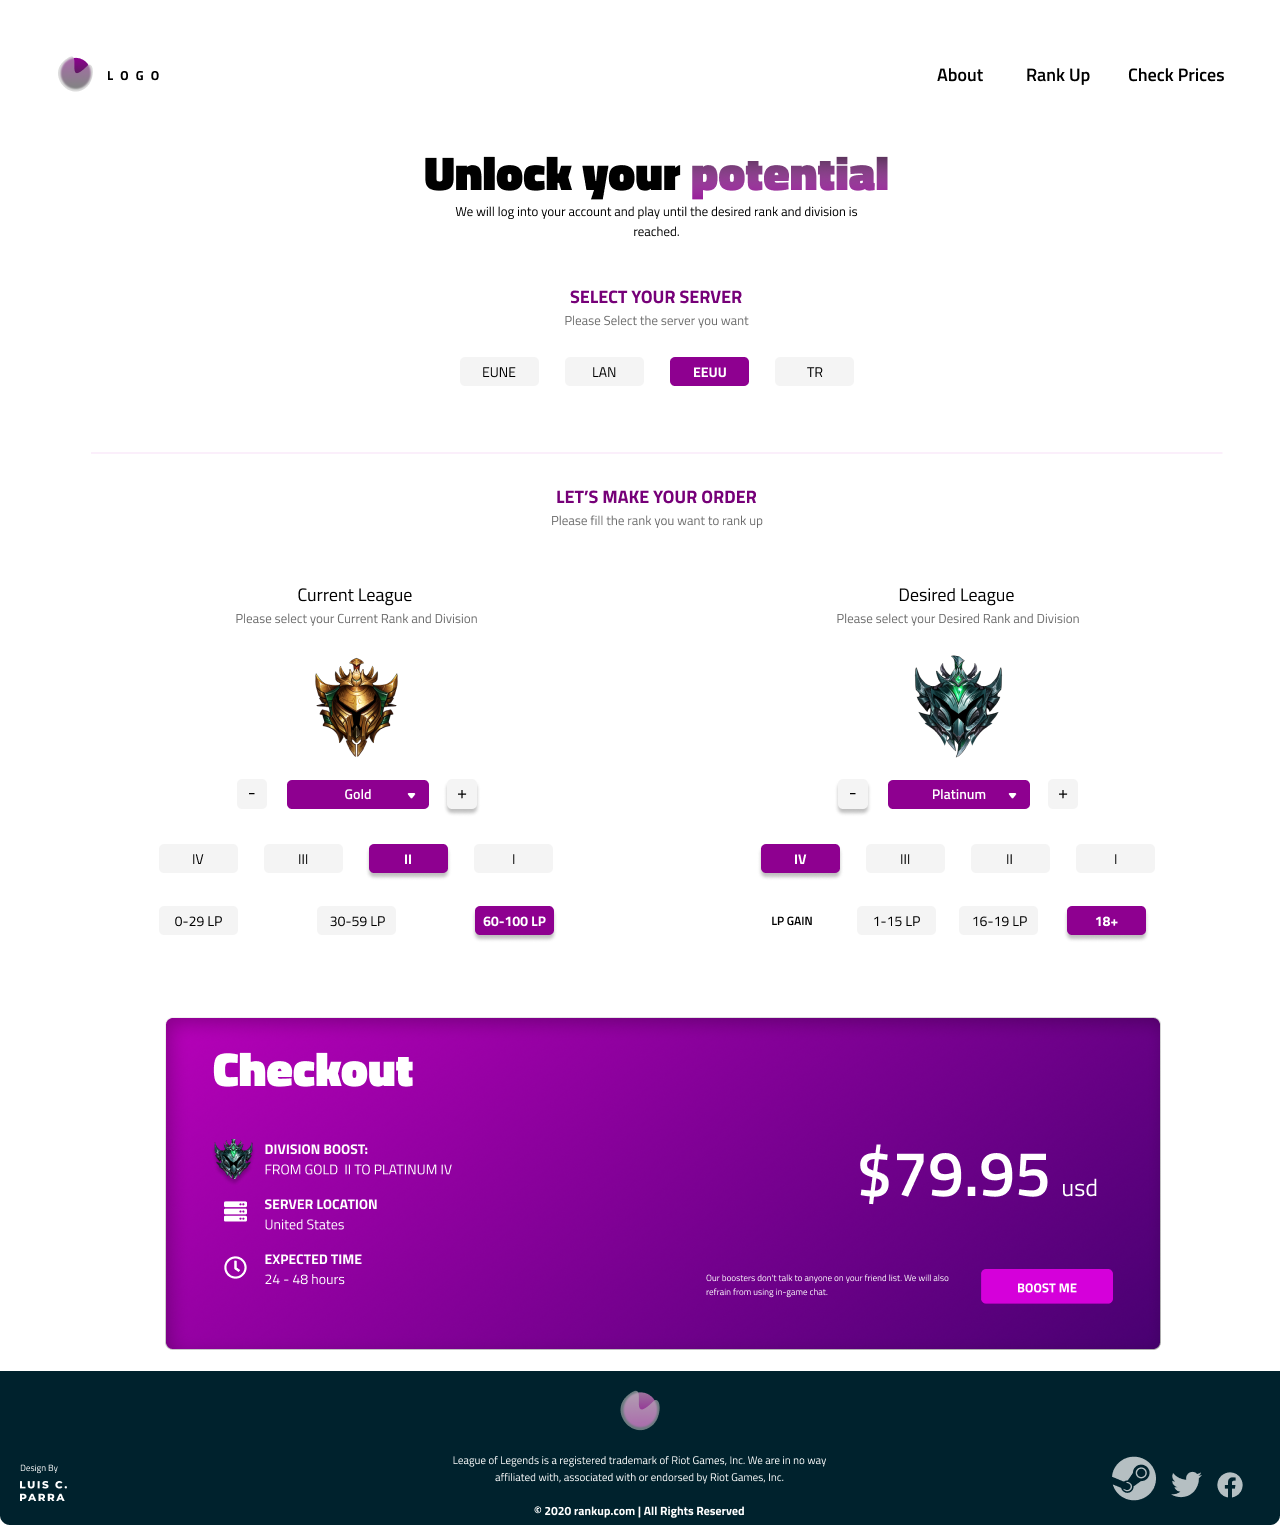 LOGO
About Rank Up Check Prices
Unlock your potential
We will log into your account and play until the desired rank and division is
reached.
SELECT YOUR SERVER
Please Select the server you want
EUNE LAN EEUU TR
LET'S MAKE YOUR ORDER
Please fill the rank you want to rank up
Current League
Please select your Current Rank and Division
- Gold +
IV III II I
0-29 LP 30-59 LP 60-100 LP
Desired League
Please select your Desired Rank and Division
- Platinum +
IV III II I
LP GAIN 1-15 LP 16-19 LP 18+
Checkout
DIVISION BOOST:
FROM GOLD II TO PLATINUM IV
SERVER LOCATION
United States
EXPECTED TIME
24 - 48 hours
$79.95 usd
Our boosters don't talk to anyone on your friend list. We will also
refrain from using in-game chat.
BOOST ME
Design By
LUIS C.
PARRA
League of Legends is a registered trademark of Riot Games, Inc. We are in no way
affiliated with, associated with or endorsed by Riot Games, Inc.
© 2020 rankup.com | All Rights Reserved